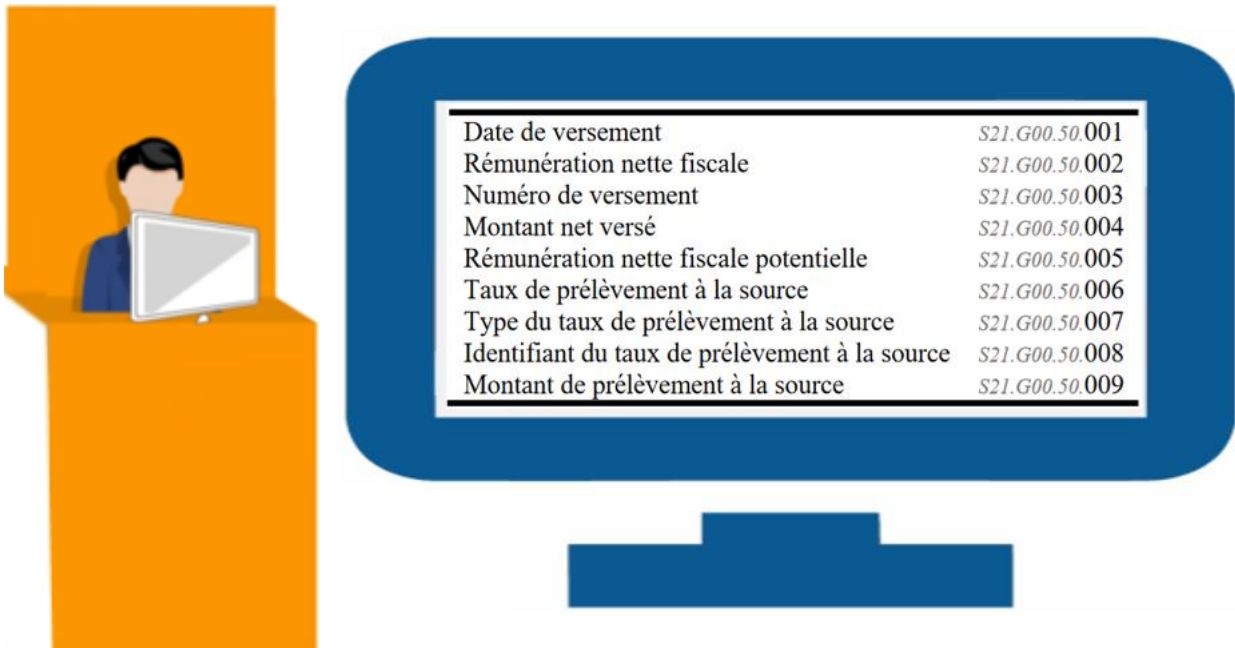 Date de versement S21.G00.50.001
Rémunération nette fiscale S21.G00.50.002
Numéro de versement S21.G00.50.003
Montant net versé S21.G00.50.004
Rémunération nette fiscale potentielle S21.G00.50.005
Taux de prélèvement à la source S21.G00.50.006
Type du taux de prélèvement à la source S21.G00.50.007
Identifiant du taux de prélèvement à la source S21.G00.50.008
Montant de prélèvement à la source S21.G00.50.009